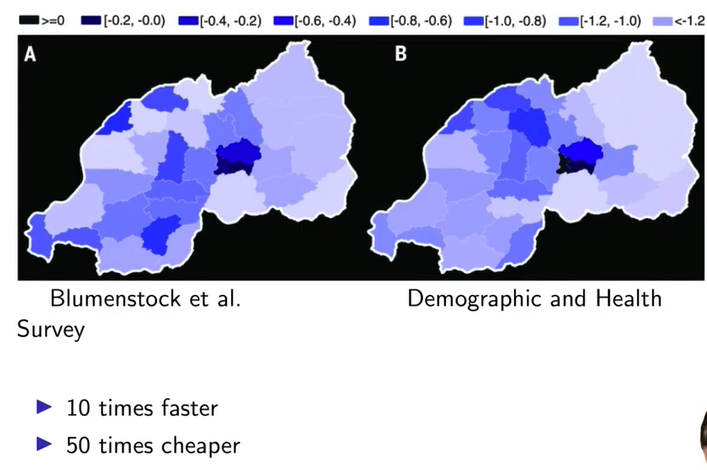 >=0 [-0.2, -0.0) [-0.4, -0.2) [-0.6, -0.4) [-0.8, -0.6) [-1.0, -0.8) [-1.2, -1.0) <-1.2
A B
Blumenstock et al. Demographic and Health
Survey
10 times faster
50 times cheaper